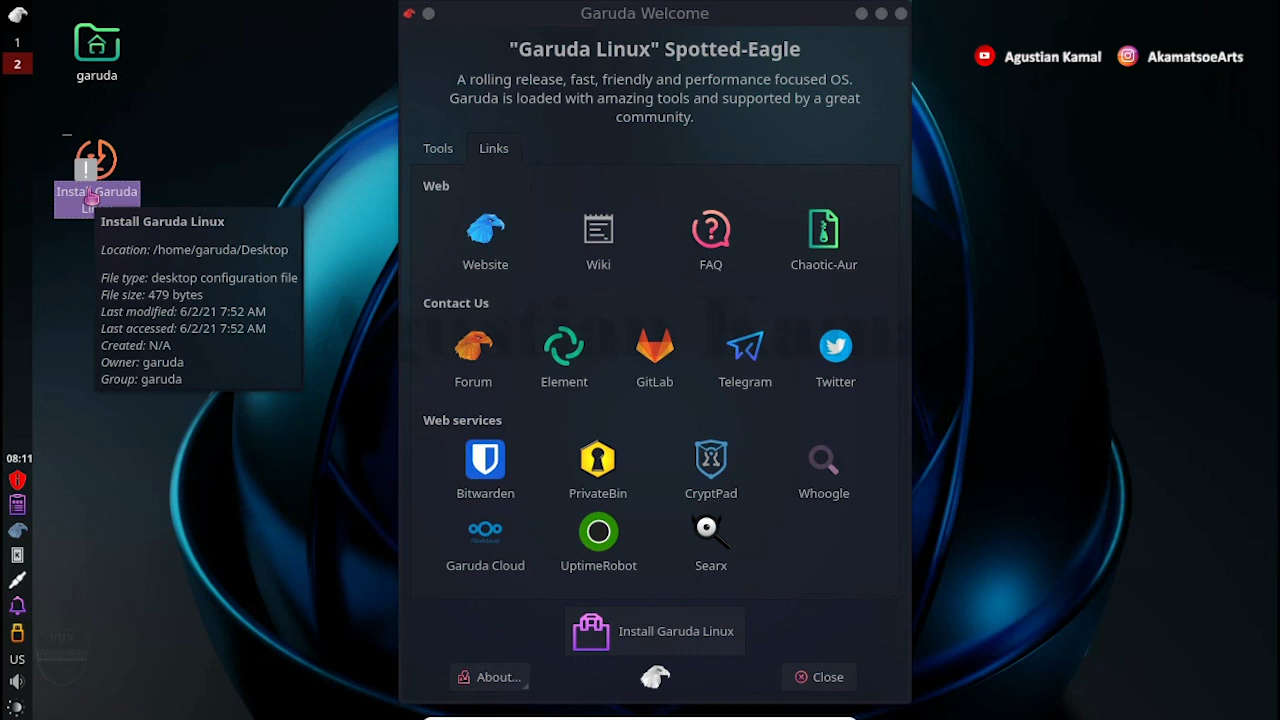 1
2
garuda
Install Garuda
Location: /home/garuda/Desktop
File type: desktop configuration file
File size: 479 bytes
Last modified: 6/2/21 7:52 AM
Last accessed: 6/2/21 7:52 AM
Created: N/A
Owner: garuda
Group: garuda
Install Garuda Linux
08:11
US
Garuda Welcome
"Garuda Linux" Spotted-Eagle
A rolling release, fast, friendly and performance focused OS.
Garuda is loaded with amazing tools and supported by a great
community.
Tools
Links
Web
Website
Wiki
FAQ
Chaotic-Aur
Contact Us
Forum
Element
GitLab
Telegram
Twitter
Web services
Bitwarden
PrivateBin
CryptPad
Whoogle
Garuda Cloud
UptimeRobot
Searx
Install Garuda Linux
About...
Close
Agustian Kamal
AkamatsoeArts